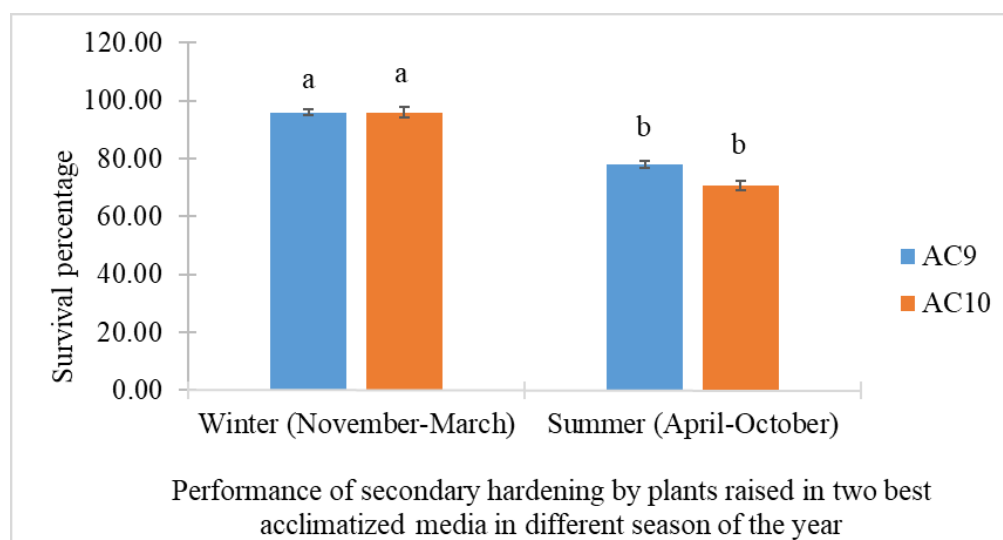 120.00
100.00
80.00
60.00
40.00
20.00
0.00
Survival percentage
a
a
b
b
AC9
AC10
Winter (November-March)
Summer (April-October)
Performance of secondary hardening by plants raised in two best
acclimatized media in different season of the year